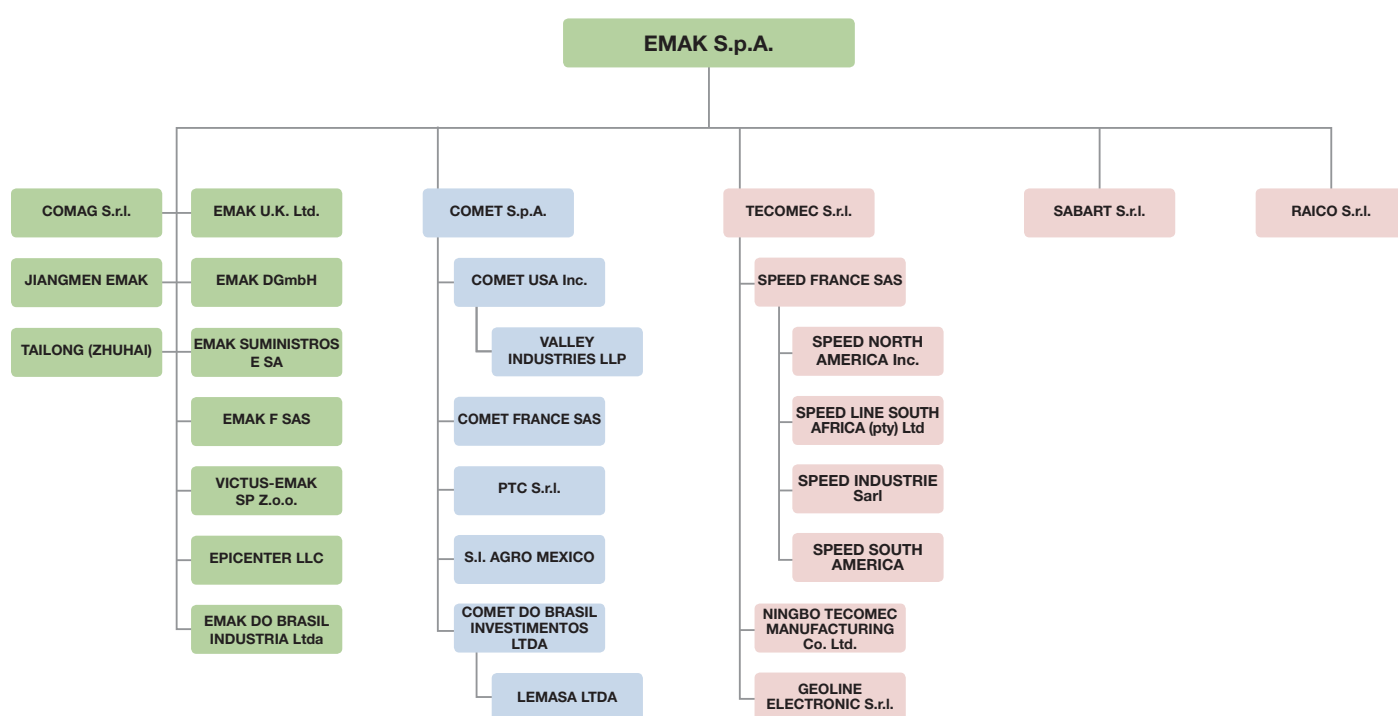 EMAK S.p.A.
COMAG S.r.l.
EMAK U.K. Ltd.
JIANGMEN EMAK
EMAK DGmbH
TAILONG (ZHUHAI)
EMAK SUMINISTROS
E SA
EMAK F SAS
VICTUS-EMAK
SP Z.o.o.
EPICENTER LLC
EMAK DO BRASIL
INDUSTRIA Ltda
COMET S.p.A.
COMET USA Inc.
VALLEY
INDUSTRIES LLP
COMET FRANCE SAS
PTC S.r.l.
S.I. AGRO MEXICO
COMET DO BRASIL
INVESTIMENTOS
LTDA
LEMASA LTDA
TECOMEC S.r.l.
SPEED FRANCE SAS
SPEED NORTH
AMERICA Inc.
SPEED LINE SOUTH
AFRICA (pty) Ltd
SPEED INDUSTRIE
Sarl
SPEED SOUTH
AMERICA
NINGBO TECOMEC
MANUFACTURING
Co. Ltd.
GEOLINE
ELECTRONIC S.r.l.
SABART S.r.l.
RAICO S.r.l.